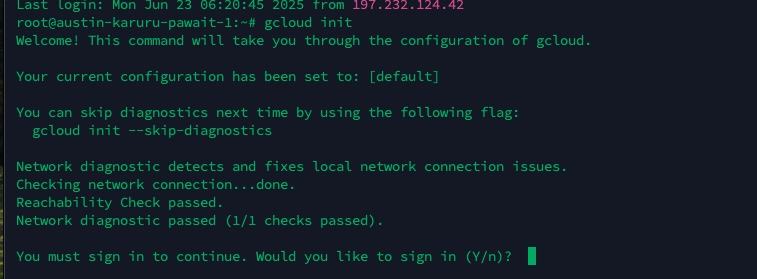 Last login: Mon Jun 23 06:20:45 2025 from 197.232.124.42
root@austin-karuru-pawait-1:~# gcloud init
Welcome! This command will take you through the configuration of gcloud.
Your current configuration has been set to: [default]
You can skip diagnostics next time by using the following flag:
  gcloud init --skip-diagnostics
Network diagnostic detects and fixes local network connection issues.
Checking network connection...done.
Reachability Check passed.
Network diagnostic passed (1/1 checks passed).
You must sign in to continue. Would you like to sign in (Y/n)?